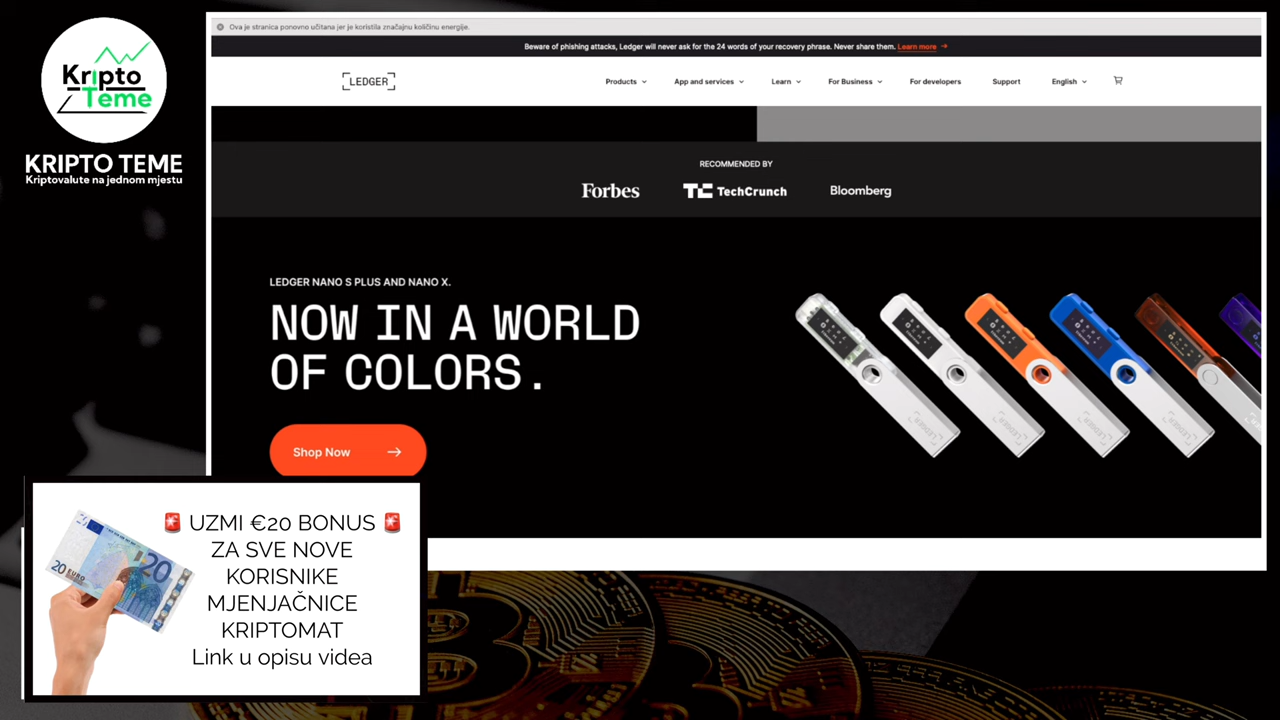 Kripto
Teme
KRIPTO TEME
Kriptovalute na jednom mjestu
Ova je stranica ponovno učitana jer je koristila značajnu količinu energije.
Beware of phishing attacks, Ledger will never ask for the 24 words of your recovery phrase. Never share them. Learn more →
LEDGER
Products
App and services
Learn
For Business
For developers
Support
English
RECOMMENDED BY
Forbes
TC TechCrunch
Bloomberg
LEDGER NANO S PLUS AND NANO X.
NOW IN A WORLD
OF COLORS.
Shop Now →
🚨 UZMI €20 BONUS 🚨
ZA SVE NOVE
KORISNIKE
MJENJAČNICE
KRIPTOMAT
Link u opisu videa
20 EURO
20